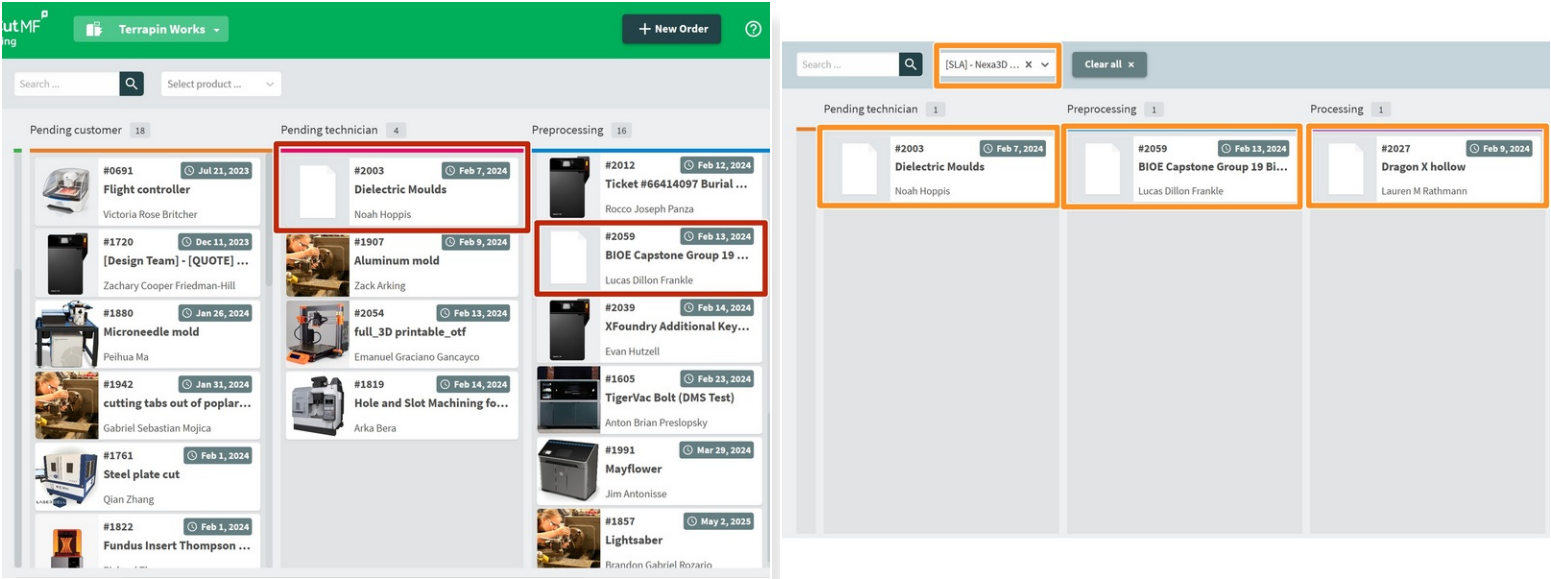 utMF
ing
Terrapin Works
+ New Order
Search ...
Select product ...
Pending customer 18
#0691 Jul 21, 2023
Flight controller
Victoria Rose Britcher
#1720 Dec 11, 2023
[Design Team] - [QUOTE] ...
Zachary Cooper Friedman-Hill
#1880 Jan 26, 2024
Microneedle mold
Peihua Ma
#1942 Jan 31, 2024
cutting tabs out of poplar...
Gabriel Sebastian Mojica
#1761 Feb 1, 2024
Steel plate cut
Qian Zhang
#1822 Feb 1, 2024
Fundus Insert Thompson ...
Pending technician 4
#2003 Feb 7, 2024
Dielectric Moulds
Noah Hoppis
#1907 Feb 9, 2024
Aluminum mold
Zack Arking
#2054 Feb 13, 2024
full_3D printable_otf
Emanuel Graciano Gancayco
#1819 Feb 14, 2024
Hole and Slot Machining fo...
Arka Bera
Preprocessing 16
#2012 Feb 12, 2024
Ticket #66414097 Burial ...
Rocco Joseph Panza
#2059 Feb 13, 2024
BIOE Capstone Group 19 ...
Lucas Dillon Frankle
#2039 Feb 14, 2024
XFoundry Additional Key...
Evan Hutzell
#1605 Feb 23, 2024
TigerVac Bolt (DMS Test)
Anton Brian Preslopsky
#1991 Mar 29, 2024
Mayflower
Jim Antonisse
#1857 May 2, 2025
Lightsaber
Brandon Gabriel Rozario
Search ...
[SLA] - Nexa3D ... ×
Clear all ×
Pending technician 1
#2003 Feb 7, 2024
Dielectric Moulds
Noah Hoppis
Preprocessing 1
#2059 Feb 13, 2024
BIOE Capstone Group 19 Bi...
Lucas Dillon Frankle
Processing 1
#2027 Feb 9, 2024
Dragon X hollow
Lauren M Rathmann